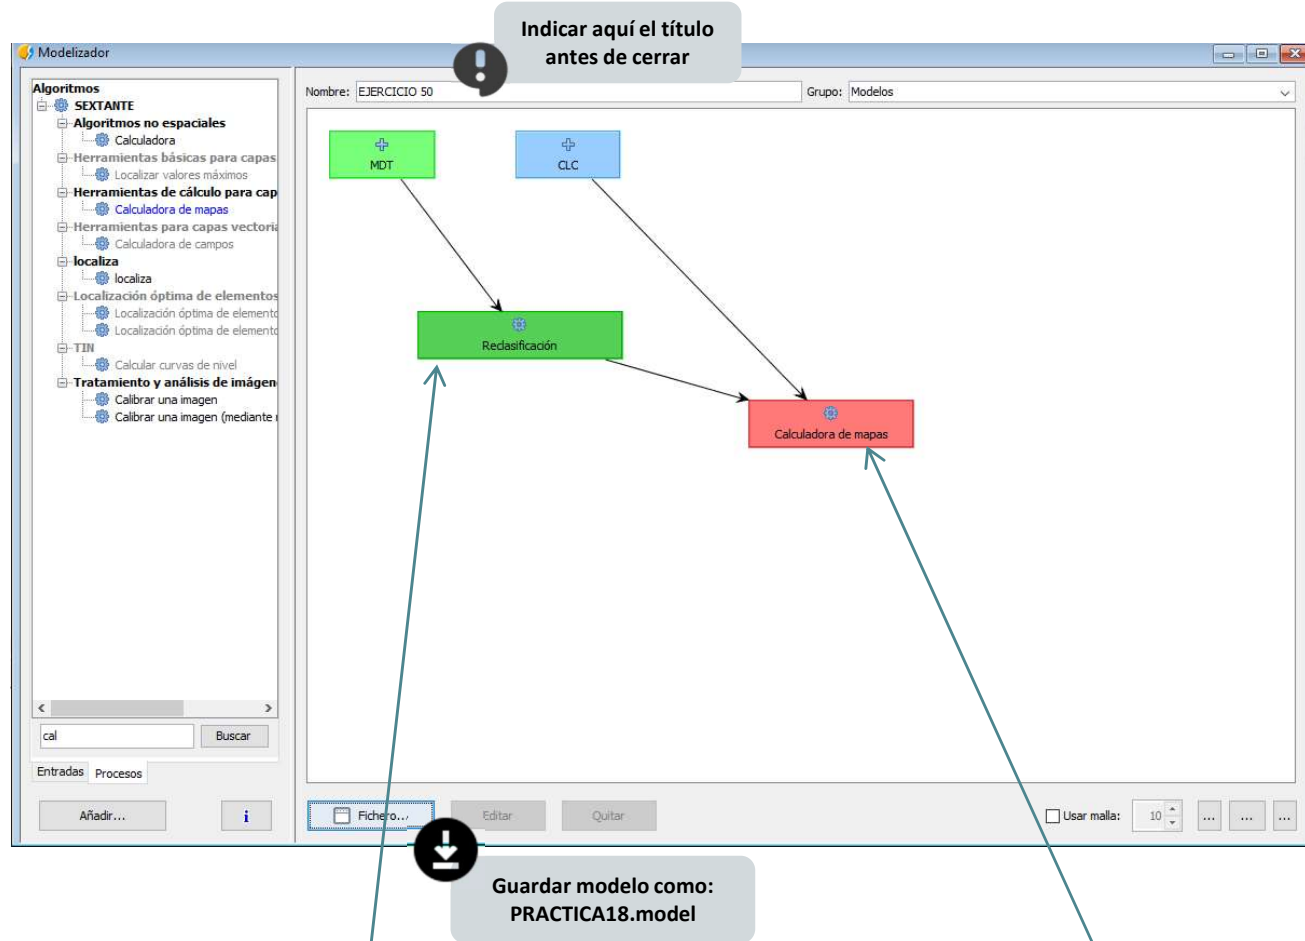 Indicar aquí el título
antes de cerrar
Modelizador
Algoritmos
SEXTANTE
Algoritmos no espaciales
Calculadora
Herramientas básicas para capas
Localizar valores máximos
Herramientas de cálculo para cap
Calculadora de mapas
Herramientas para capas vectoria
Calculadora de campos
localiza
localiza
Localización óptima de elementos
Localización óptima de elemento
Localización óptima de elemento
TIN
Calcular curvas de nivel
Tratamiento y análisis de imágen
Calibrar una imagen
Calibrar una imagen (mediante
cal
Buscar
Entradas Procesos
Añadir...
i
Nombre: EJERCICIO 50
Grupo: Modelos
MDT
CLC
Reclasificación
Calculadora de mapas
Fichero...
Editar
Quitar
Usar malla: 10
... ... ...
Guardar modelo como:
PRACTICA18.model